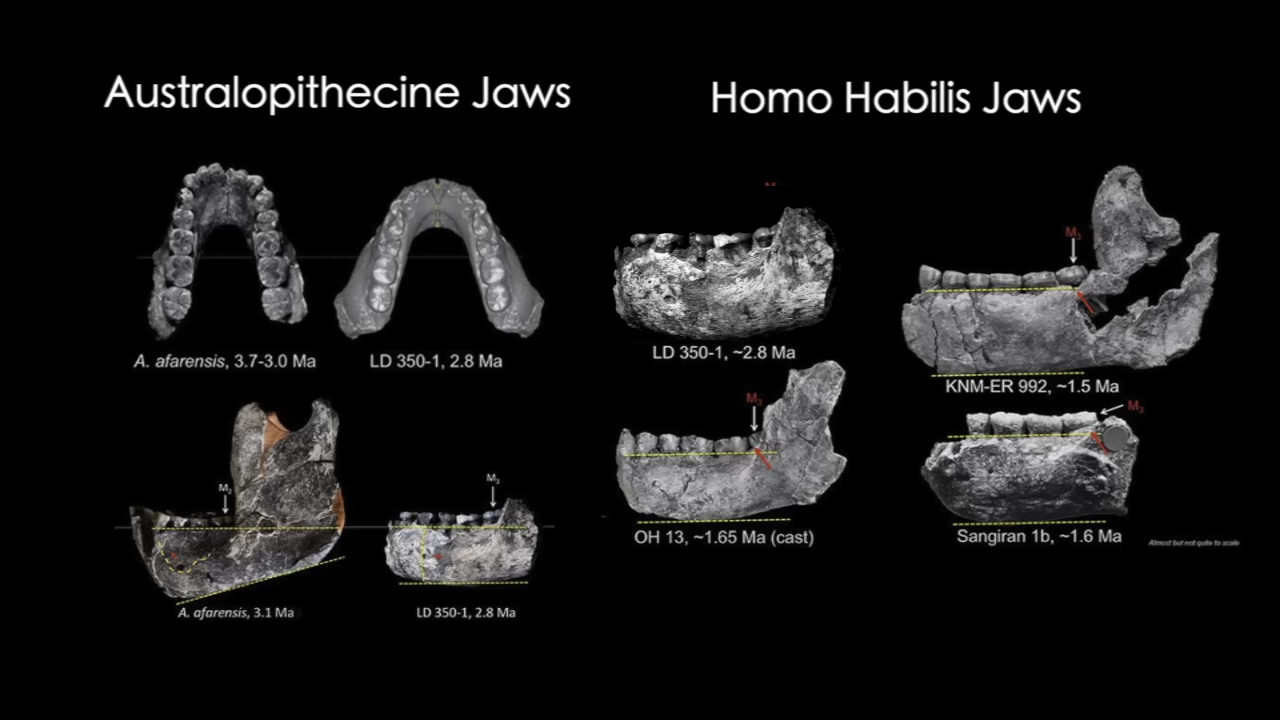 Australopithecine Jaws
Homo Habilis Jaws
A. afarensis, 3.7-3.0 Ma
LD 350-1, 2.8 Ma
M₂
A. afarensis, 3.1 Ma
M₃
LD 350-1, 2.8 Ma
LD 350-1, ~2.8 Ma
M₃
KNM-ER 992, ~1.5 Ma
M₃
OH 13, ~1.65 Ma (cast)
M₃
Sangiran 1b, ~1.6 Ma
Almost but not quite to scale